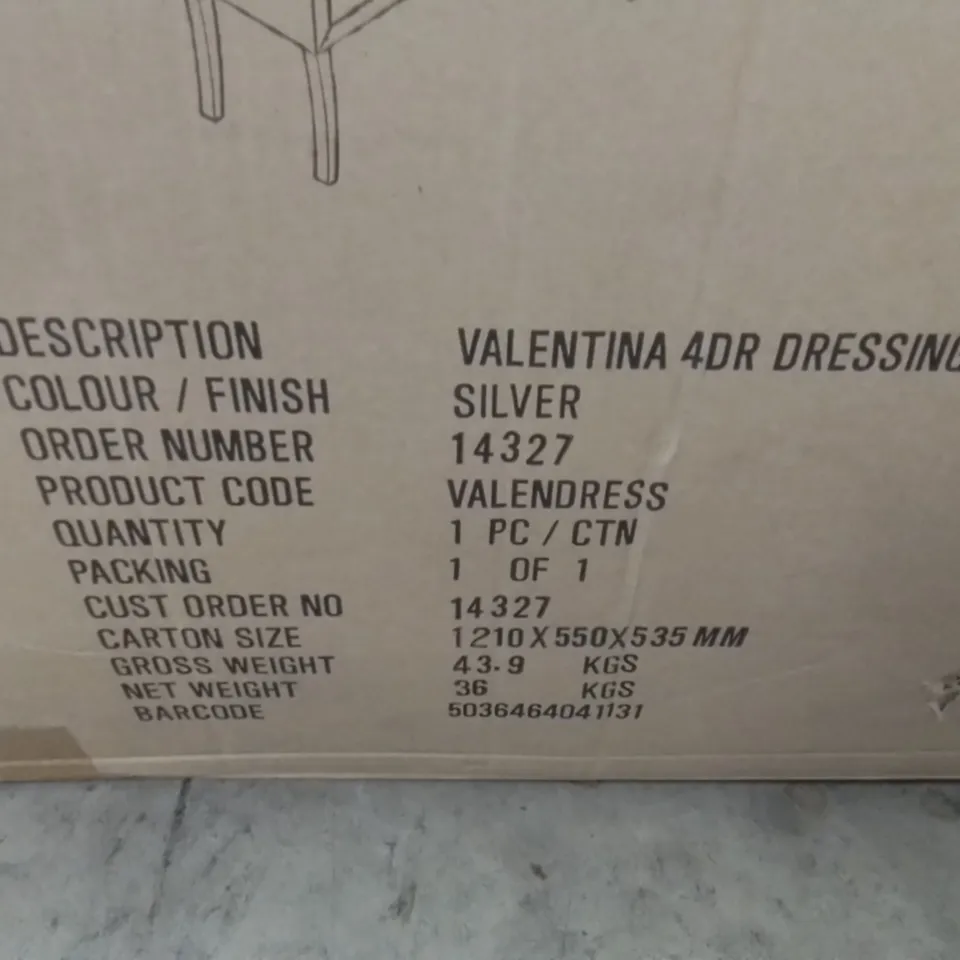 DESCRIPTION VALENTINA 4DR DRESSING
COLOUR / FINISH SILVER
ORDER NUMBER 14327
PRODUCT CODE VALENDRESS
QUANTITY 1 PC / CTN
PACKING 1 OF 1
CUST ORDER NO 14327
CARTON SIZE 1210 X 550 X 535 MM
GROSS WEIGHT 43.9 KGS
NET WEIGHT 36 KGS
BARCODE 5036464041131